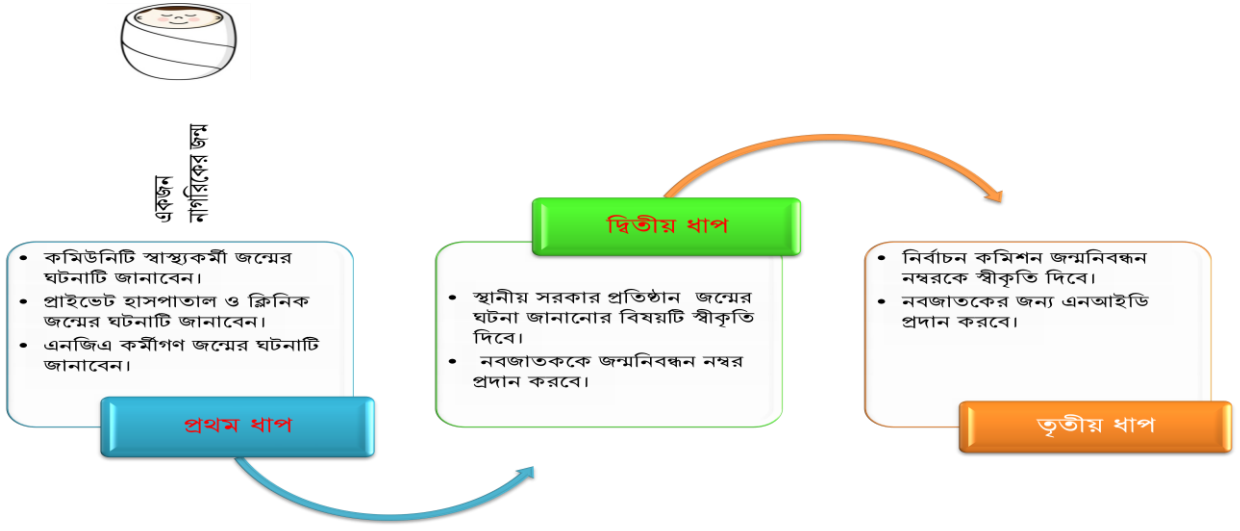 একজন
নাগরিকের জন্ম
• কমিউনিটি স্বাস্থ্যকর্মী জন্মের
ঘটনাটি জানাবেন।
• প্রাইভেট হাসপাতাল ও ক্লিনিক
জন্মের ঘটনাটি জানাবেন।
• এনজিএ কর্মীগণ জন্মের ঘটনাটি
জানাবেন।
প্রথম ধাপ
দ্বিতীয় ধাপ
• স্থানীয় সরকার প্রতিষ্ঠান জন্মের
ঘটনা জানানোর বিষয়টি স্বীকৃতি
দিবে।
• নবজাতককে জন্মনিবন্ধন নম্বর
প্রদান করবে।
• নির্বাচন কমিশন জন্মনিবন্ধন
নম্বরকে স্বীকৃতি দিবে।
• নবজাতকের জন্য এনআইডি
প্রদান করবে।
তৃতীয় ধাপ